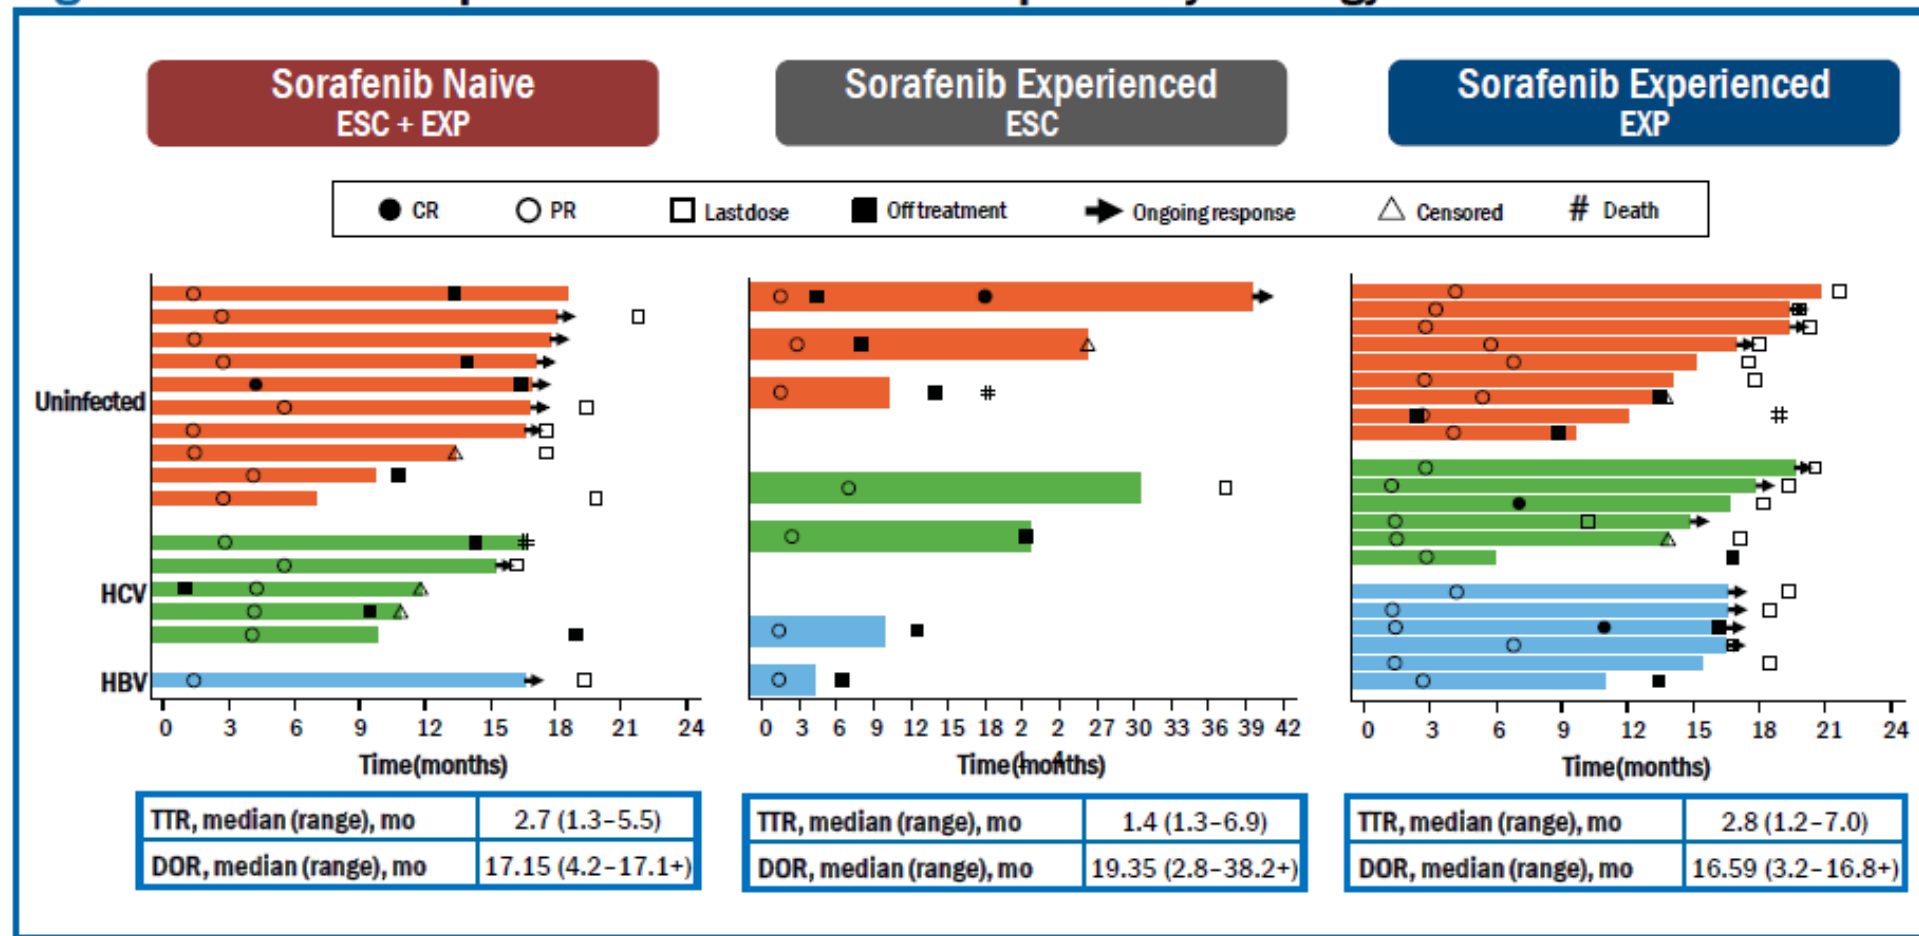 Sorafenib Naive
ESC + EXP
Sorafenib Experienced
ESC
Sorafenib Experienced
EXP
CR PR Last dose Off treatment Ongoing response Censored # Death
Uninfected
HCV
HBV
0 3 6 9 12 15 18 21 24
Time (months)
0 3 6 9 12 15 18 21 24 27 30 33 36 39 42
Time (months)
0 3 6 9 12 15 18 21 24
Time (months)
TTR, median (range), mo 2.7 (1.3–5.5)
DOR, median (range), mo 17.15 (4.2–17.1+)
TTR, median (range), mo 1.4 (1.3–6.9)
DOR, median (range), mo 19.35 (2.8–38.2+)
TTR, median (range), mo 2.8 (1.2–7.0)
DOR, median (range), mo 16.59 (3.2–16.8+)